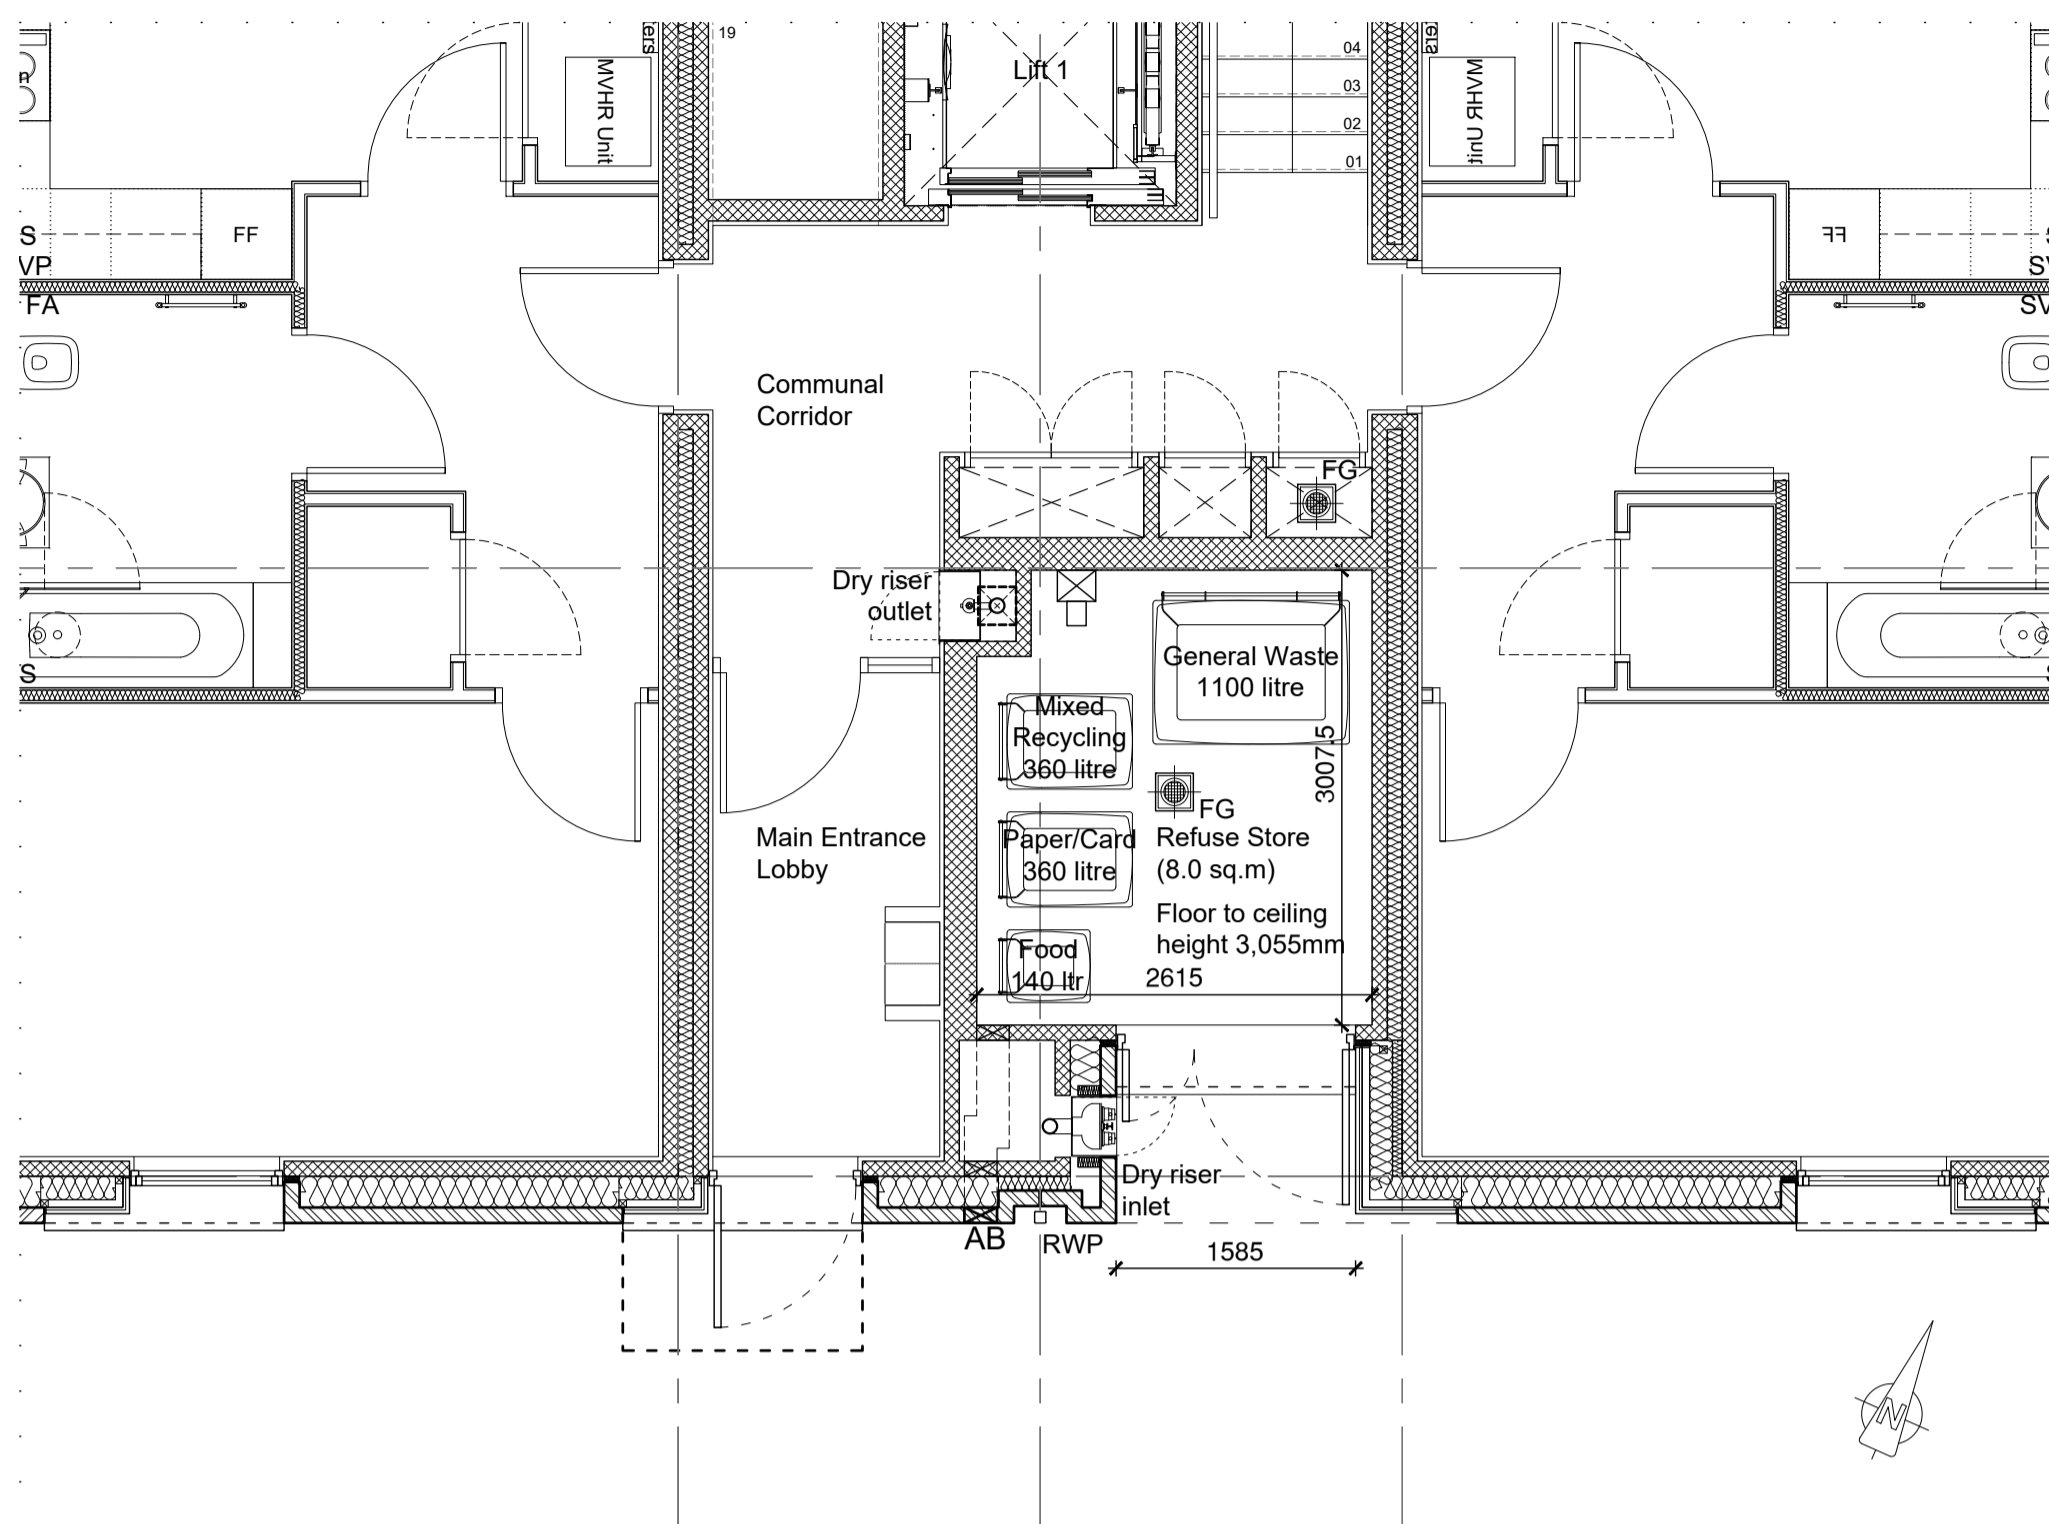 19
ers
MVHR Unit
Lift 1
04
03
02
01
ers
MVHR Unit
n
FF
FF
S
VP
FA
SV
SV
Communal
Corridor
FG
Dry riser
outlet
General Waste
1100 litre
Mixed
Recycling
360 litre
3007.5
FG
S
Main Entrance
Lobby
Paper/Card
360 litre
Refuse Store
(8.0 sq.m)
Floor to ceiling
height 3,055mm
Food
140 ltr
2615
Dry riser
inlet
AB
RWP
1585
N